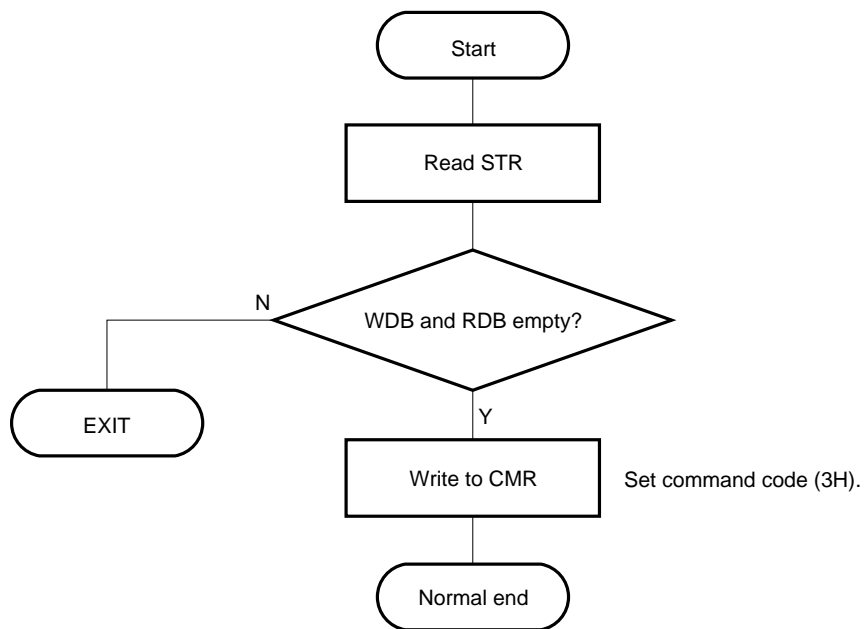 Start
Read STR
N
WDB and RDB empty?
EXIT
Y
Write to CMR
Set command code (3H).
Normal end